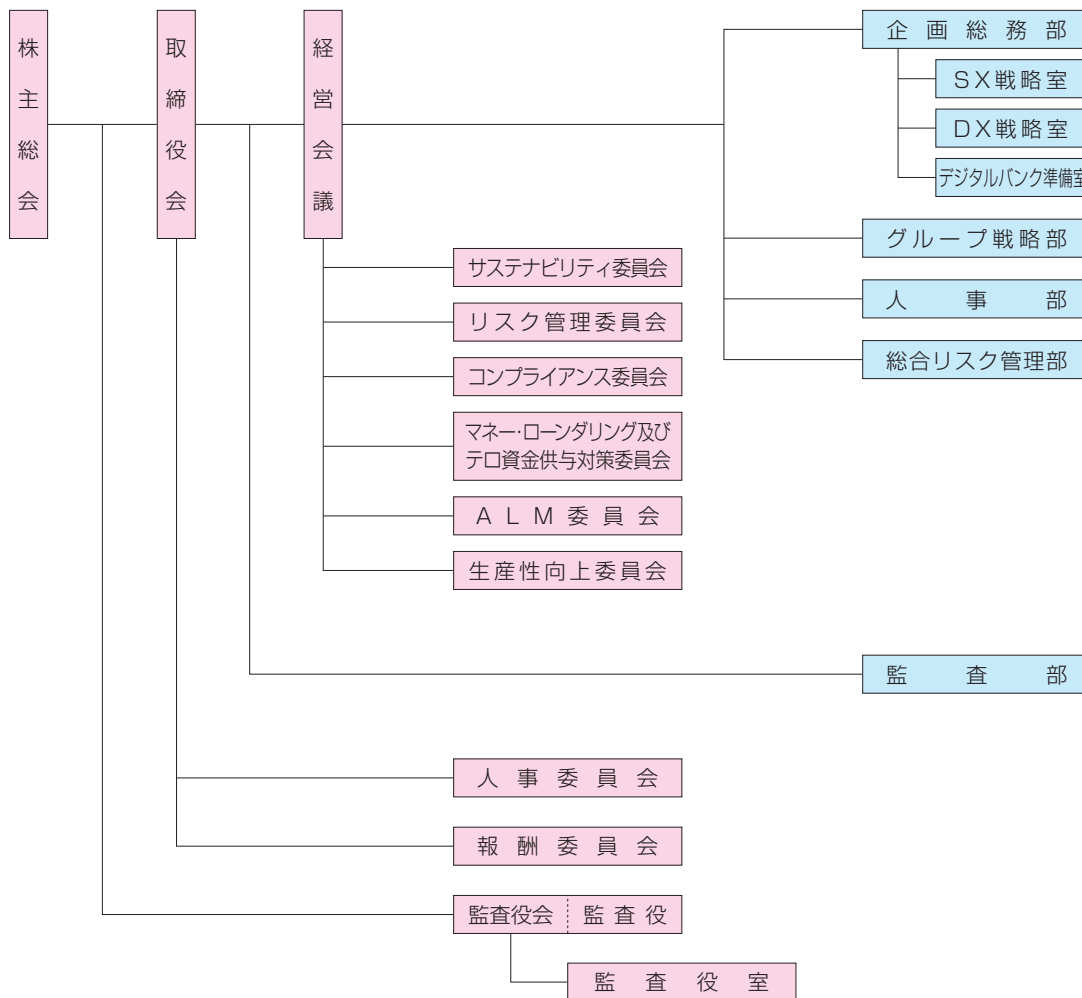 株主総会
取締役会
経営会議
企画総務部
SX戦略室
DX戦略室
デジタルバンク準備室
グループ戦略部
人事部
総合リスク管理部
サステナビリティ委員会
リスク管理委員会
コンプライアンス委員会
マネー・ローンダリング及び
テロ資金供与対策委員会
ALM委員会
生産性向上委員会
監査部
人事委員会
報酬委員会
監査役会 監査役
監査役室